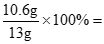 10.6g
13g
×100% =